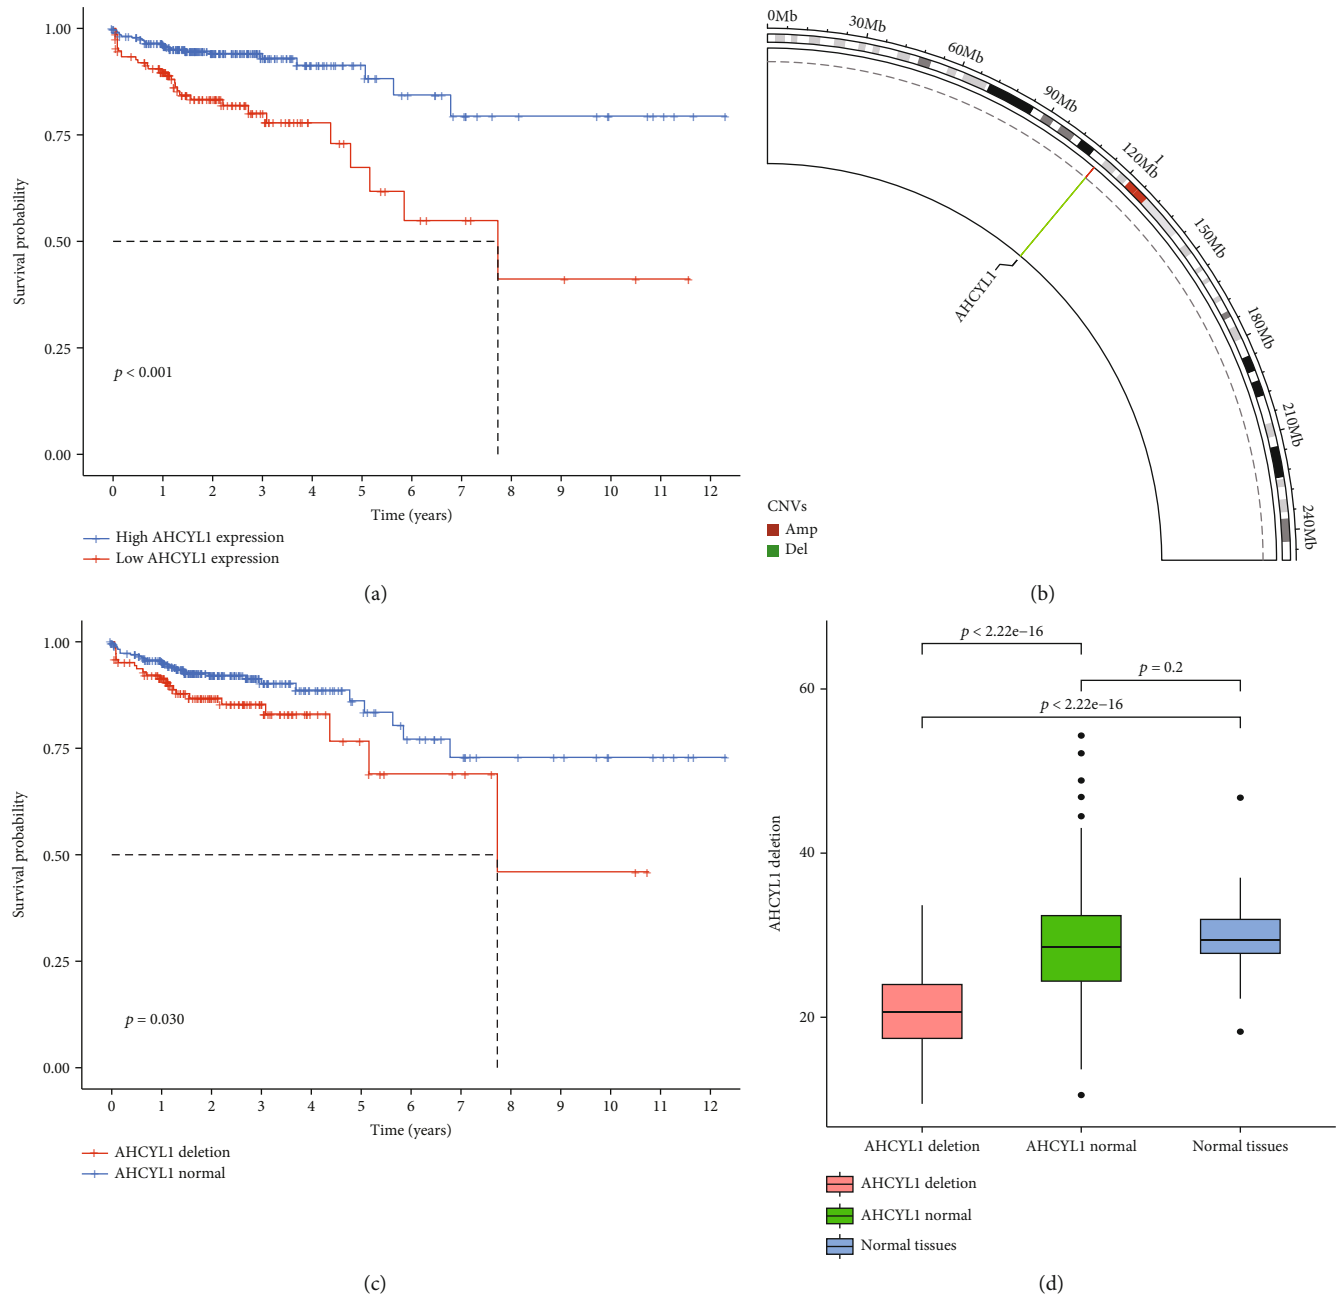 1.00
0.75
0.50
0.25
0.00
Survival probability
p < 0.001
0 1 2 3 4 5 6 7 8 9 10 11 12
Time (years)
High AHCYL1 expression
Low AHCYL1 expression
(a)
0Mb
30Mb
60Mb
90Mb
120Mb
1
150Mb
180Mb
210Mb
240Mb
AHCYL1
CNVs
Amp
Del
(b)
1.00
0.75
0.50
0.25
0.00
Survival probability
p = 0.030
0 1 2 3 4 5 6 7 8 9 10 11 12
Time (years)
AHCYL1 deletion
AHCYL1 normal
(c)
p < 2.22e−16
p = 0.2
p < 2.22e−16
60
40
20
AHCYL1 deletion
AHCYL1 deletion AHCYL1 normal Normal tissues
AHCYL1 deletion
AHCYL1 normal
Normal tissues
(d)